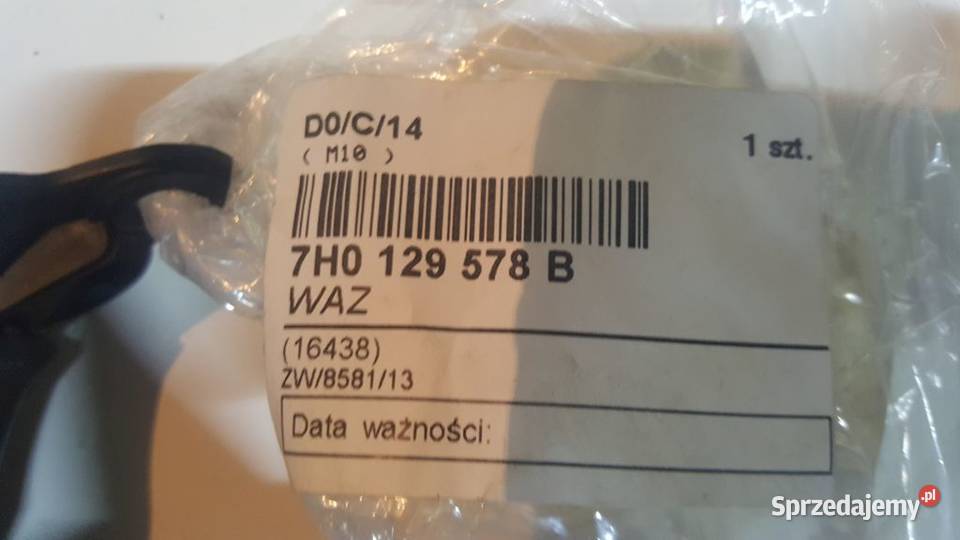 D0/C/14
( M10 )
1 szt.
7H0 129 578 B
WAZ
(16438)
ZW/8581/13
Data ważności:
Sprzedajemy.pl